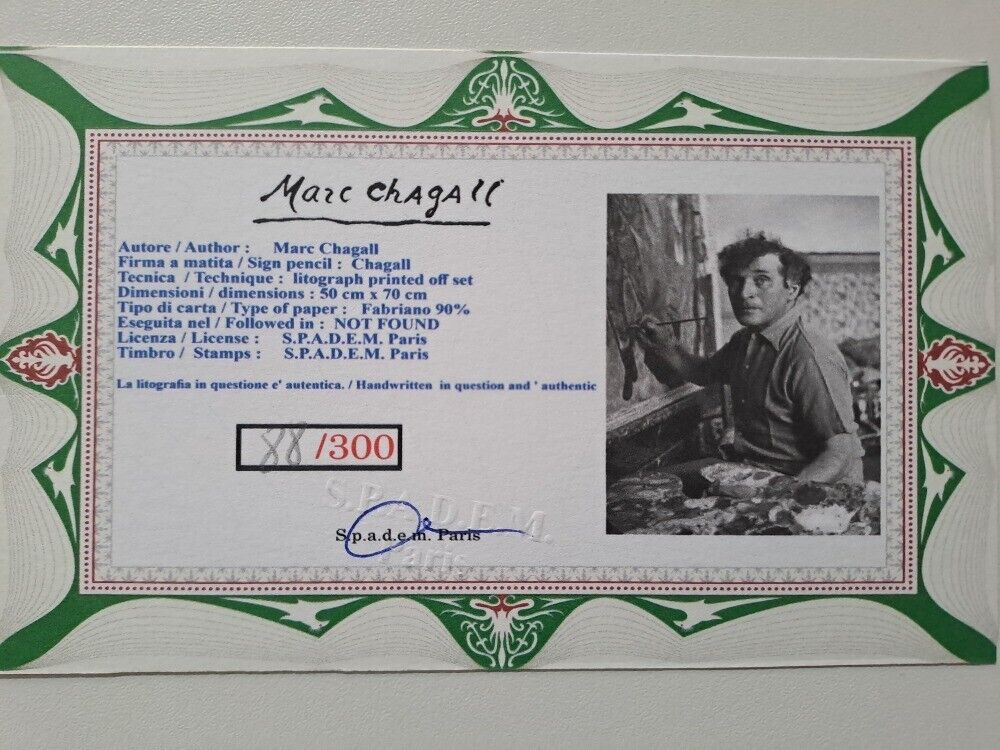 Marc Chagall
Autore / Author : Marc Chagall
Firma a matita / Sign pencil : Chagall
Tecnica / Technique : litograph printed off set
Dimensioni / dimensions : 50 cm x 70 cm
Tipo di carta / Type of paper : Fabriano 90%
Eseguita nel / Followed in : NOT FOUND
Licenza / License : S.P.A.D.E.M. Paris
Timbro / Stamps : S.P.A.D.E.M. Paris
La litografia in questione e' autentica. / Handwritten in question and ' authentic
88 /300
S.P.A.D.E.M.
S.p.a.d.e.m. Paris
Paris